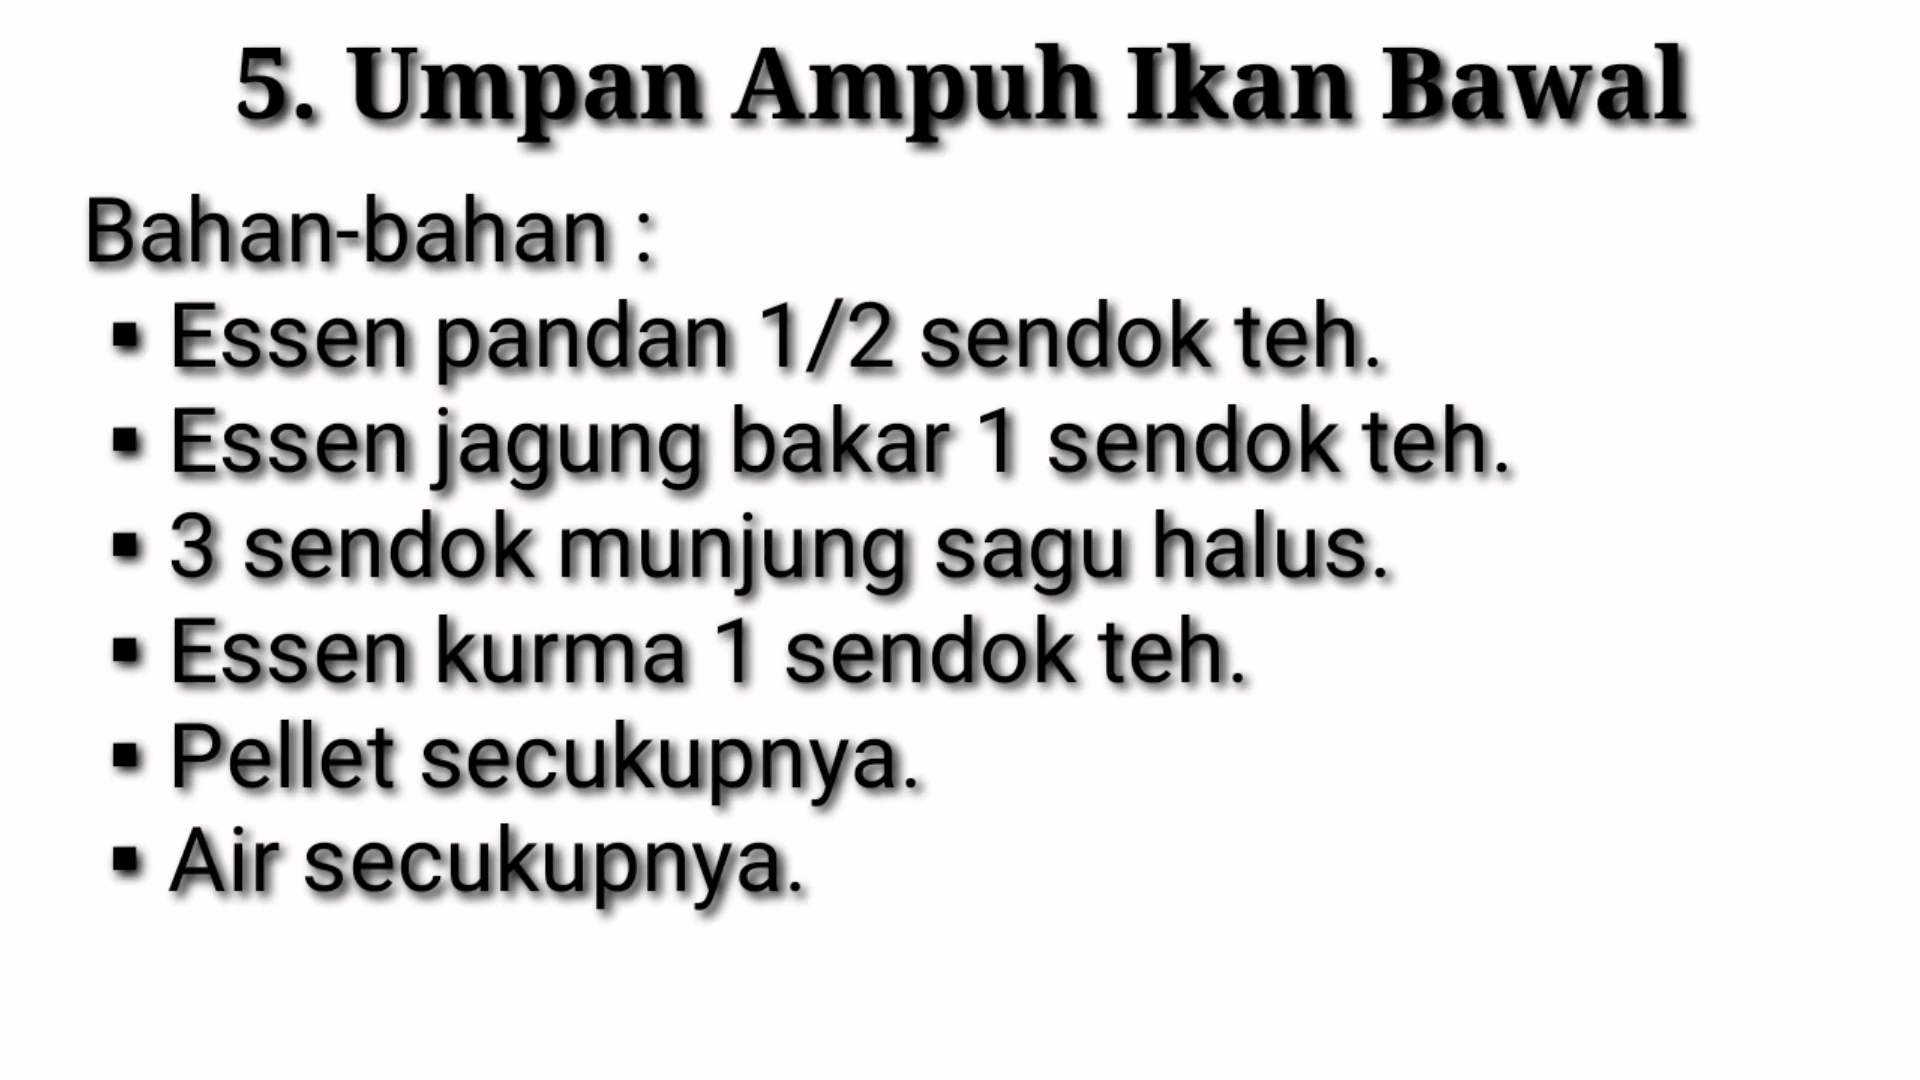 5. Umpan Ampuh Ikan Bawal
Bahan-bahan :
▪ Essen pandan 1/2 sendok teh.
▪ Essen jagung bakar 1 sendok teh.
▪ 3 sendok munjung sagu halus.
▪ Essen kurma 1 sendok teh.
▪ Pellet secukupnya.
▪ Air secukupnya.